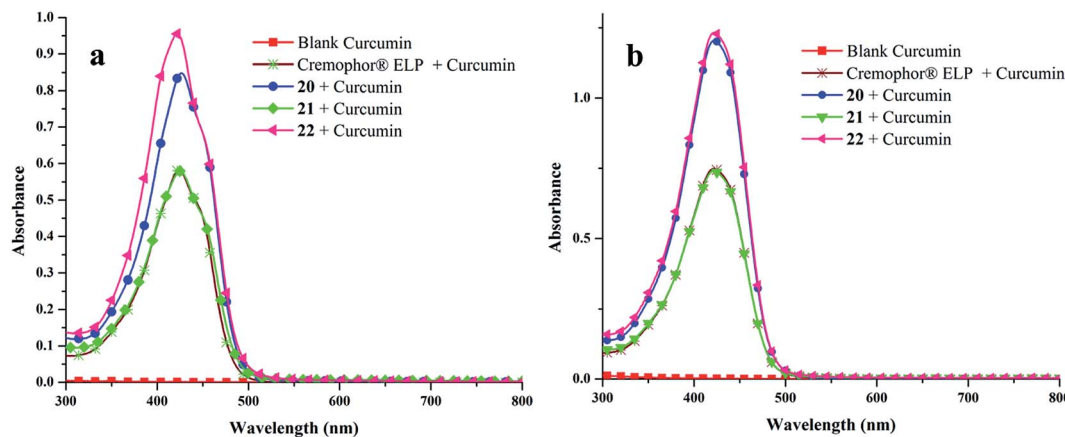 a
Blank Curcumin
Cremophor® ELP + Curcumin
20 + Curcumin
21 + Curcumin
22 + Curcumin
Absorbance
1.0
0.9
0.8
0.7
0.6
0.5
0.4
0.3
0.2
0.1
0.0
300 400 500 600 700 800
Wavelength (nm)
b
Blank Curcumin
Cremophor® ELP + Curcumin
20 + Curcumin
21 + Curcumin
22 + Curcumin
Absorbance
1.0
0.5
0.0
300 400 500 600 700 800
Wavelength (nm)